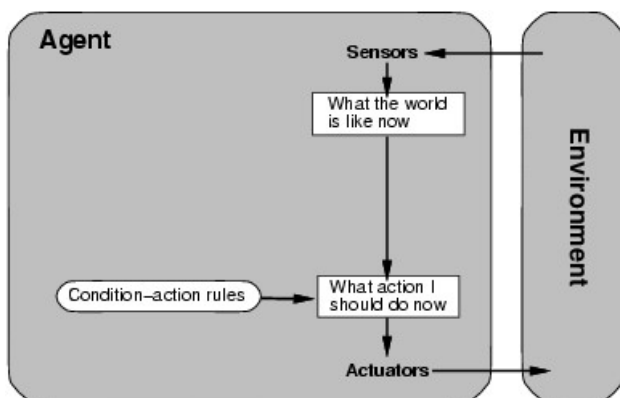 Agent
Sensors
What the world
is like now
Environment
Condition–action rules
What action I
should do now
Actuators